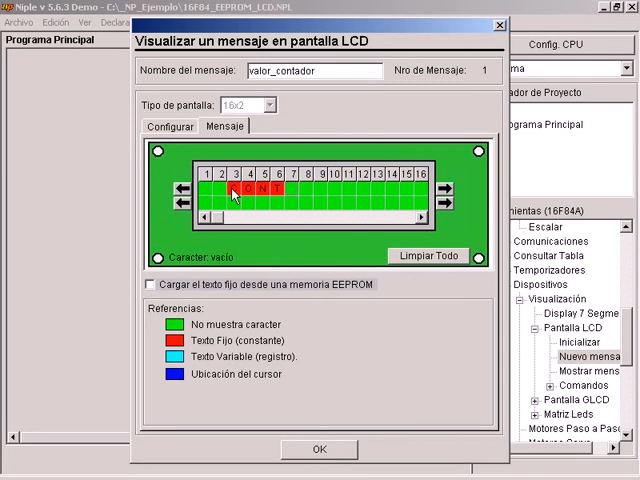 Niple v 5.6.3 Demo - C:\_NP_Ejemplo\16F84_EEPROM_LCD.NPL
Archivo Edición Ver Declara
Programa Principal
Visualizar un mensaje en pantalla LCD
Nombre del mensaje: valor_contador Nro de Mensaje: 1
Tipo de pantalla: 16x2
Configurar Mensaje
1 2 3 4 5 6 7 8 9 10 11 12 13 14 15 16
C O N T
Caracter: vacío Limpiar Todo
Cargar el texto fijo desde una memoria EEPROM
Referencias:
No muestra caracter
Texto Fijo (constante)
Texto Variable (registro).
Ubicación del cursor
OK
Config. CPU
ma
ador de Proyecto
ograma Principal
mientas (16F84A)
Escalar
Comunicaciones
Consultar Tabla
Temporizadores
Dispositivos
Visualización
Display 7 Segme
Pantalla LCD
Inicializar
Nuevo mensa
Mostrar mens
Comandos
Pantalla GLCD
Matriz Leds
Motores Paso a Paso